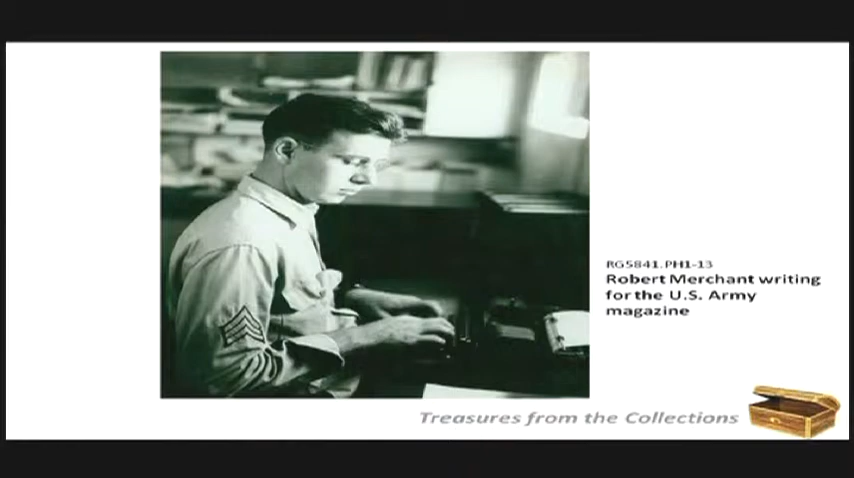 RG5841.PH1-13
Robert Merchant writing
for the U.S. Army
magazine
Treasures from the Collections